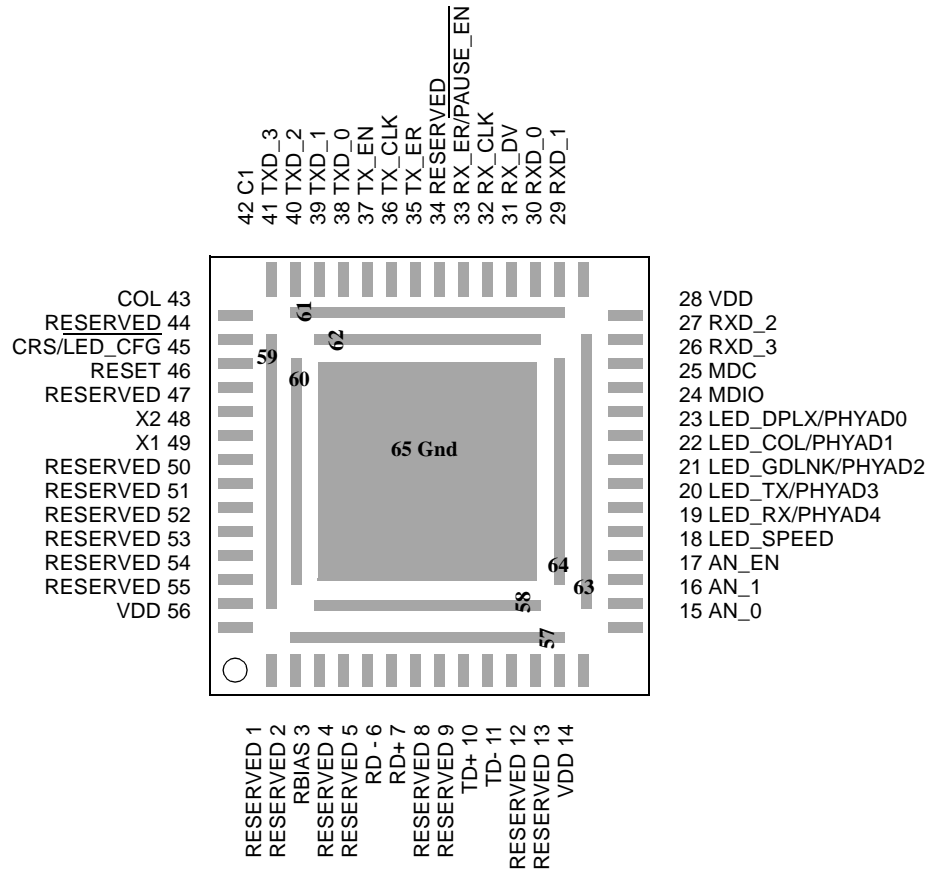 42 C1
41 TXD_3
40 TXD_2
39 TXD_1
38 TXD_0
37 TX_EN
36 TX_CLK
35 TX_ER
34 RESERVED
33 RX_ER/PAUSE_EN
32 RX_CLK
31 RX_DV
30 RXD_0
29 RXD_1
COL 43
RESERVED 44
CRS/LED_CFG 45
RESET 46
RESERVED 47
X2 48
X1 49
RESERVED 50
RESERVED 51
RESERVED 52
RESERVED 53
RESERVED 54
RESERVED 55
VDD 56
61
62
59
60
65 Gnd
64
63
58
57
28 VDD
27 RXD_2
26 RXD_3
25 MDC
24 MDIO
23 LED_DPLX/PHYAD0
22 LED_COL/PHYAD1
21 LED_GDLNK/PHYAD2
20 LED_TX/PHYAD3
19 LED_RX/PHYAD4
18 LED_SPEED
17 AN_EN
16 AN_1
15 AN_0
RESERVED 1
RESERVED 2
RBIAS 3
RESERVED 4
RESERVED 5
RD - 6
RD+ 7
RESERVED 8
RESERVED 9
TD+ 10
TD- 11
RESERVED 12
RESERVED 13
VDD 14